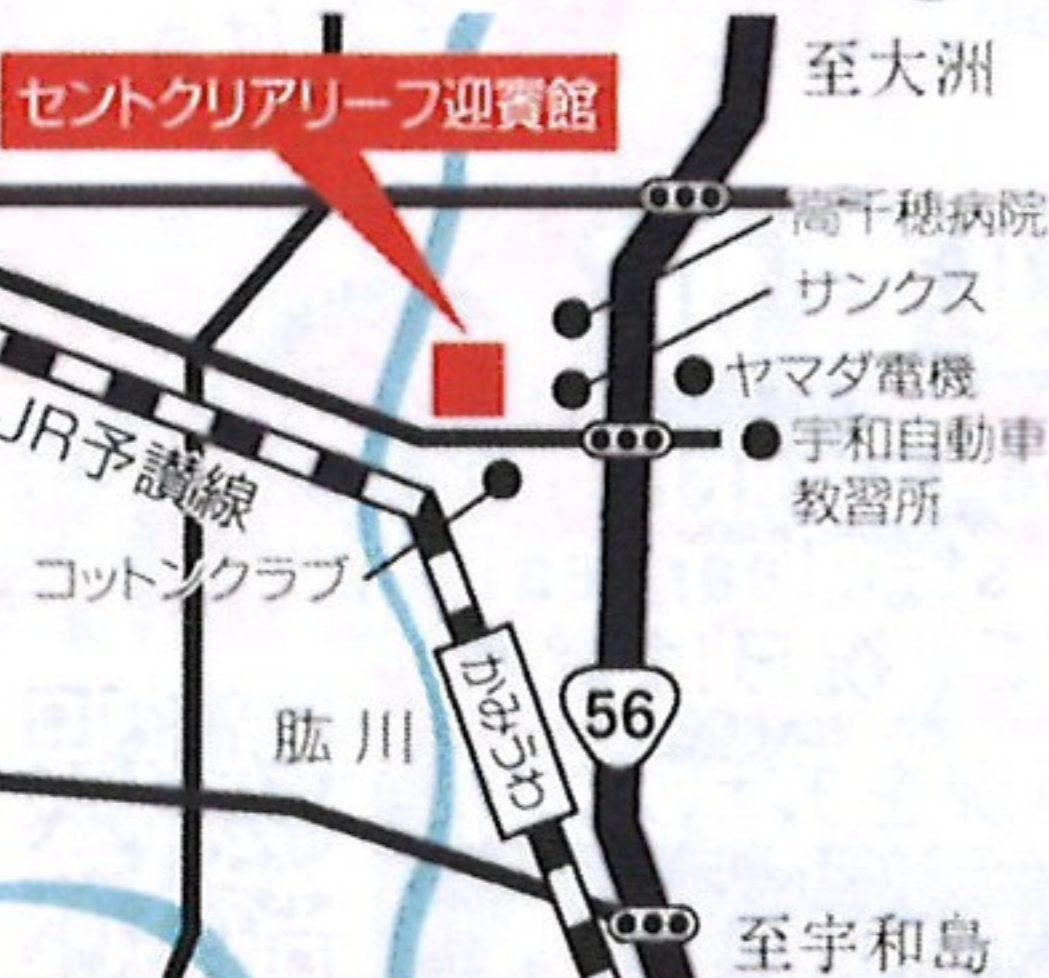 至大洲
セントクリアリーフ迎賓館
高千穂病院
サンクス
ヤマダ電機
宇和自動車
教習所
JR予讃線
コットンクラブ
かみうわ
56
肱川
至宇和島